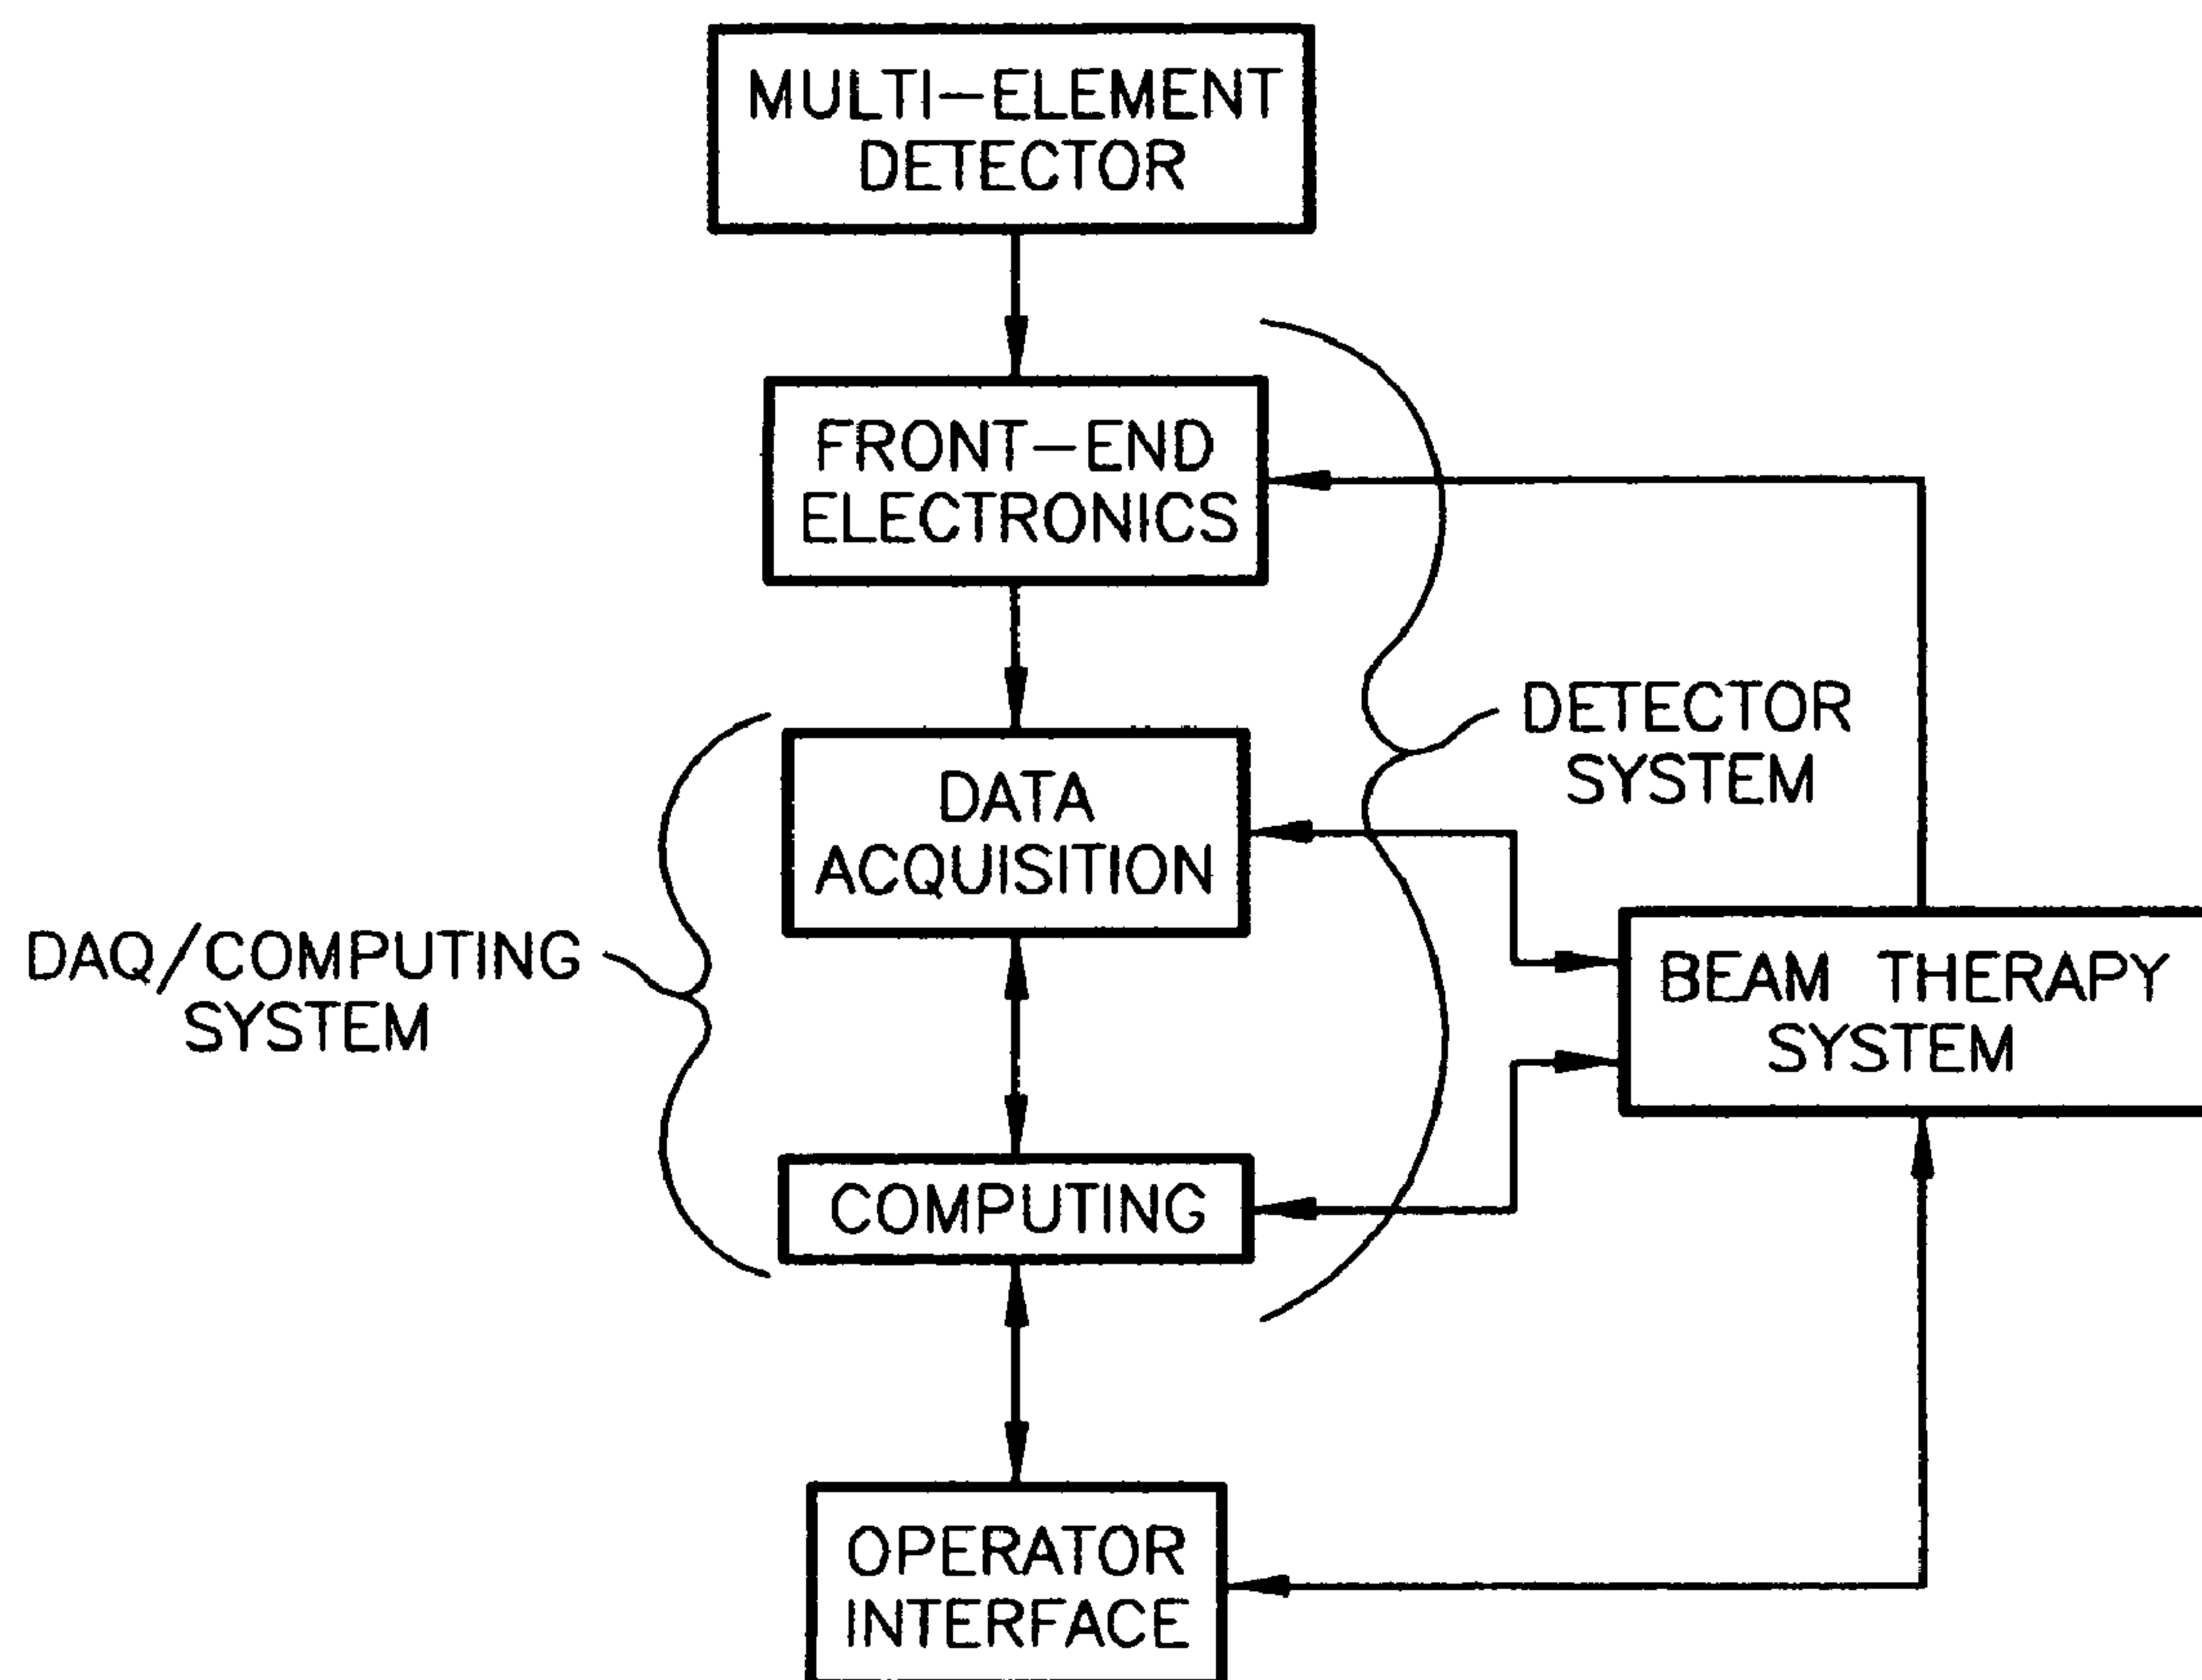 MULTI-ELEMENT
DETECTOR
FRONT-END
ELECTRONICS
DETECTOR
SYSTEM
DATA
ACQUISITION
DAQ/COMPUTING
SYSTEM
BEAM THERAPY
SYSTEM
COMPUTING
OPERATOR
INTERFACE